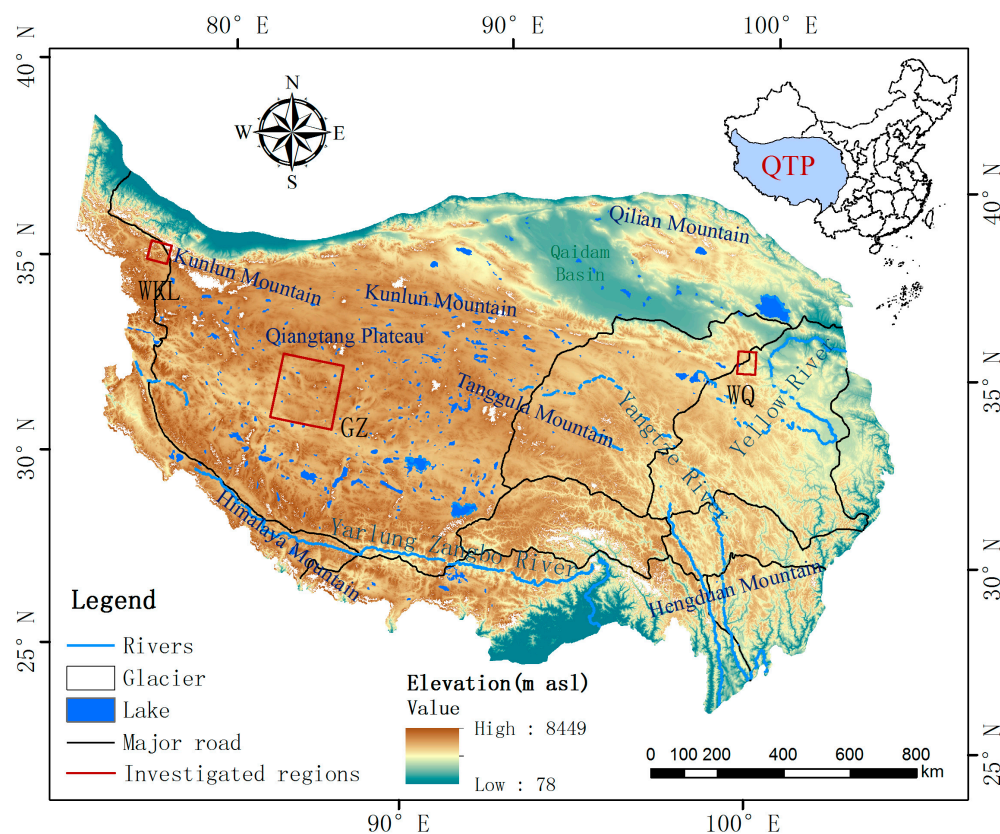 80° E
90° E
100° E
40° N
40° N
N
W
E
S
QTP
Qilian Mountain
Qaidam
Basin
35° N
Kunlun Mountain
WKL
Kunlun Mountain
Qiangtang Plateau
GZ
Tanggula Mountain
Yangtze River
WQ
Yellow River
35° N
30° N
Himalaya Mountain
Yarlung Zangbo River
Hengduan Mountain
30° N
25° N
25° N
Legend
Rivers
Glacier
Lake
Major road
Investigated regions
Elevation(m asl)
Value
High : 8449
Low : 78
0 100 200 400 600 800
km
90° E
100° E